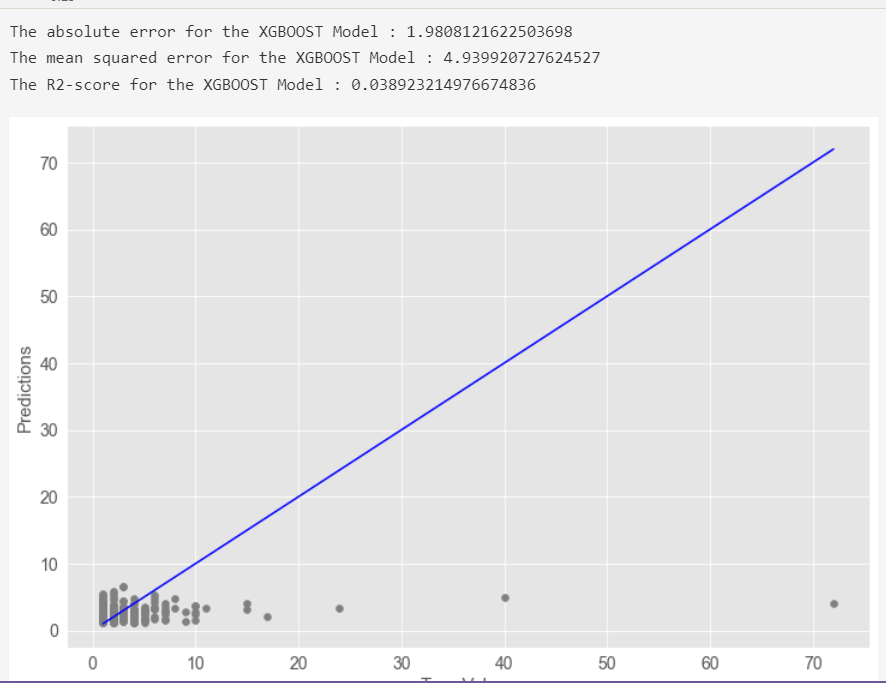 The absolute error for the XGBOOST Model : 1.9808121622503698
The mean squared error for the XGBOOST Model : 4.939920727624527
The R2-score for the XGBOOST Model : 0.038923214976674836
70
60
50
40
30
20
10
0
Predictions
0 10 20 30 40 50 60 70